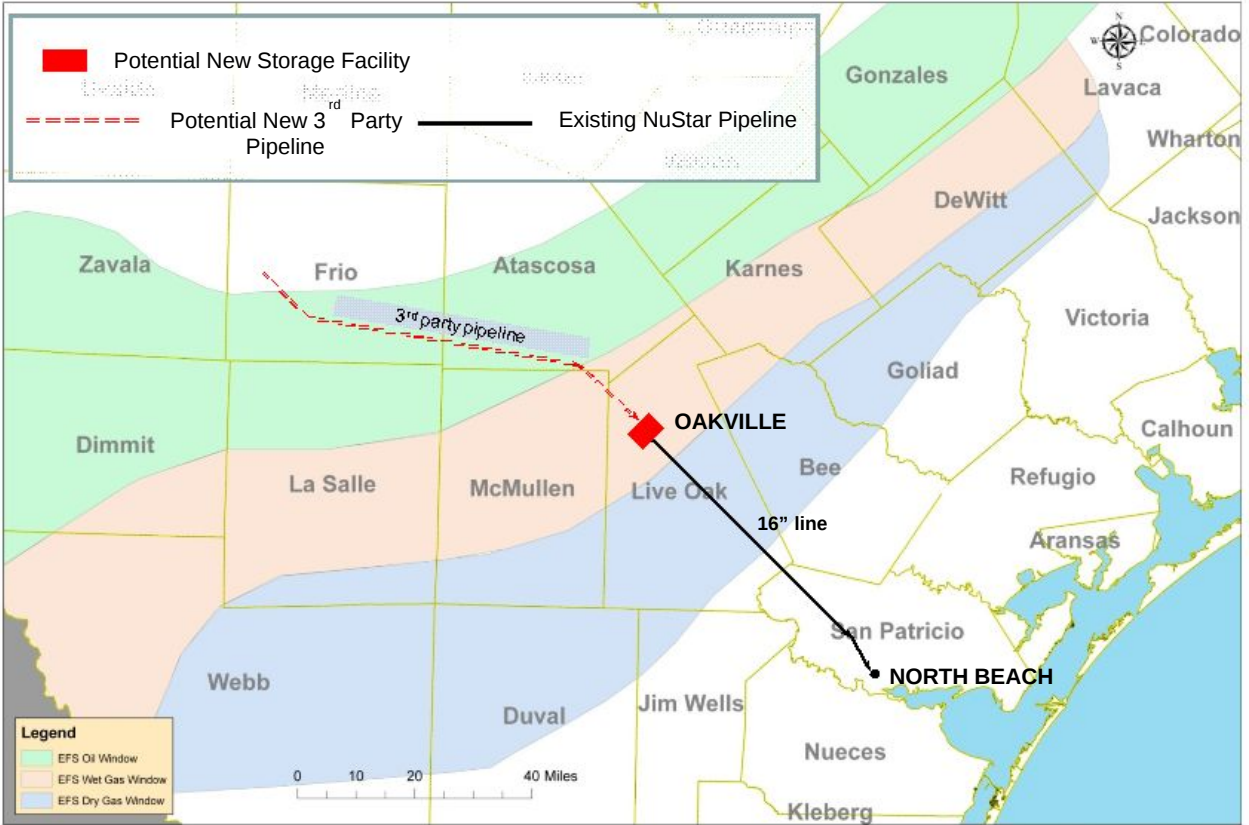 Potential New Storage Facility
Potential New 3rd Party
Pipeline
Existing NuStar Pipeline
N
W
E
S
Colorado
Gonzales
Lavaca
Wharton
DeWitt
Jackson
Zavala
Frio
Atascosa
Karnes
3rd party pipeline
Victoria
Goliad
OAKVILLE
Calhoun
Dimmit
Bee
La Salle
McMullen
Live Oak
Refugio
16” line
Aransas
San Patricio
NORTH BEACH
Webb
Duval
Jim Wells
Nueces
Kleberg
Legend
EFS Oil Window
EFS Wet Gas Window
EFS Dry Gas Window
0 10 20 40 Miles